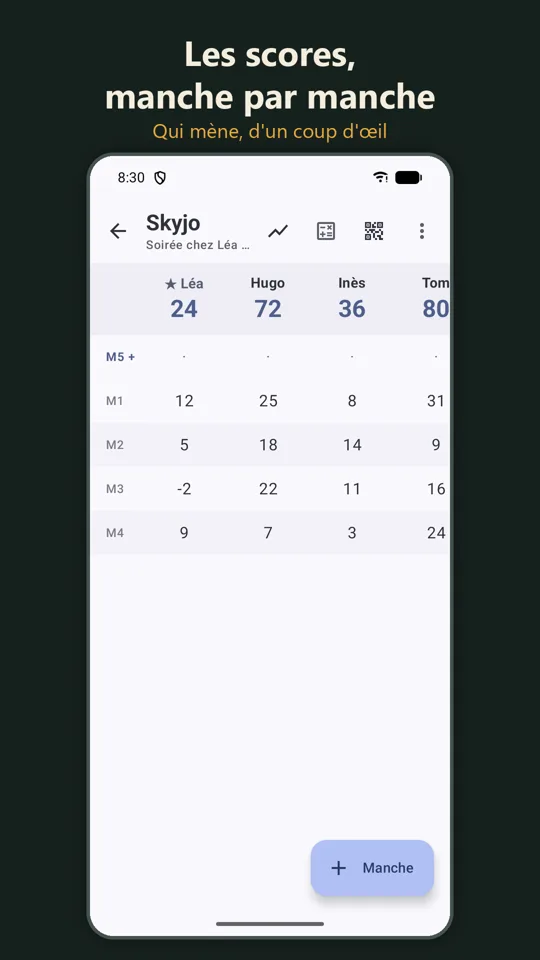 Les scores,
manche par manche
Qui mène, d'un coup d'œil
8:30
Skyjo
Soirée chez Léa …
★ Léa Hugo Inès Tom
24 72 36 80
M5 + · · · ·
M1 12 25 8 31
M2 5 18 14 9
M3 -2 22 11 16
M4 9 7 3 24
+ Manche